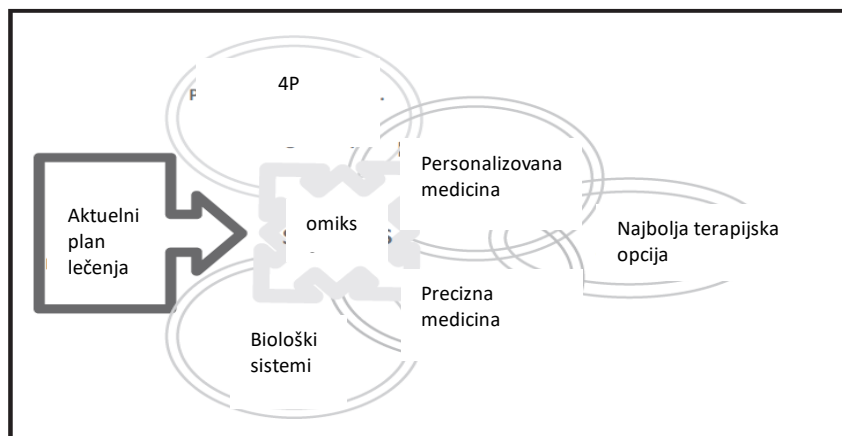 4P
Personalizovana
medicina
Aktuelni
plan
lečenja
omiks
Najbolja terapijska
opcija
Precizna
medicina
Biološki
sistemi